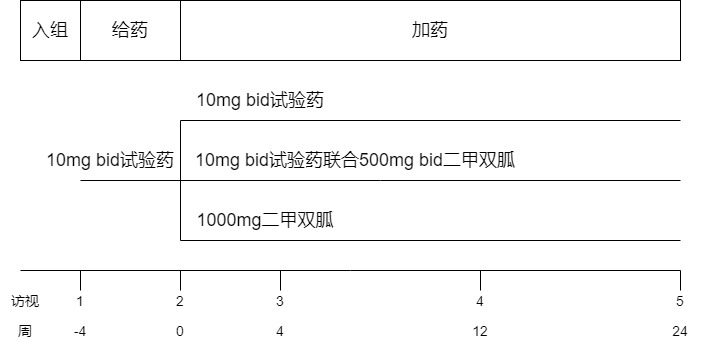 入组 给药 加药
10mg bid试验药
10mg bid试验药 10mg bid试验药联合500mg bid二甲双胍
1000mg二甲双胍
访视 1 2 3 4 5
周 -4 0 4 12 24